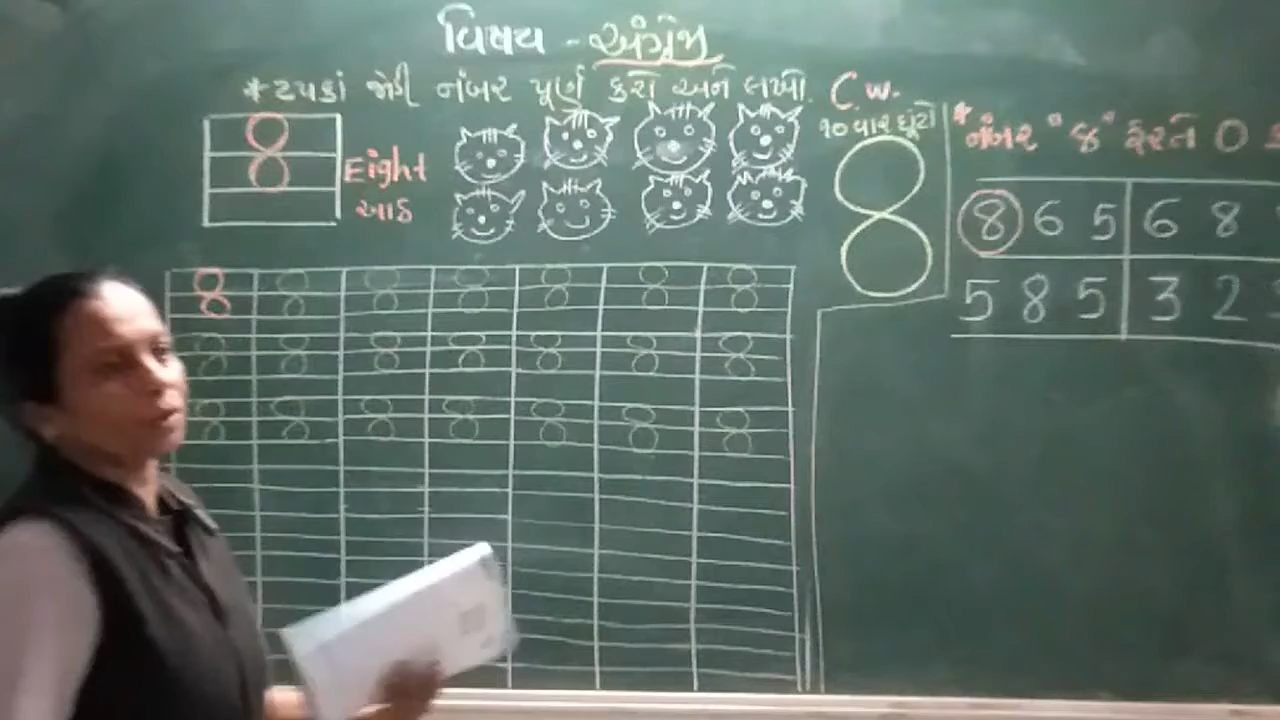 વિષય - અંગ્રેજી
* ટપકાં જોડી નંબર પૂર્ણ કરો અને લખો. C.w.
8
Eight
આઠ
૧૦ વાર ઘૂંટો
8
* નંબર "8" ફરતે O
8 6 5 6 8
5 8 5 3 2
8 8 8 8 8 8 8
8 8 8 8 8 8 8
8 8 8 8 8 8 8